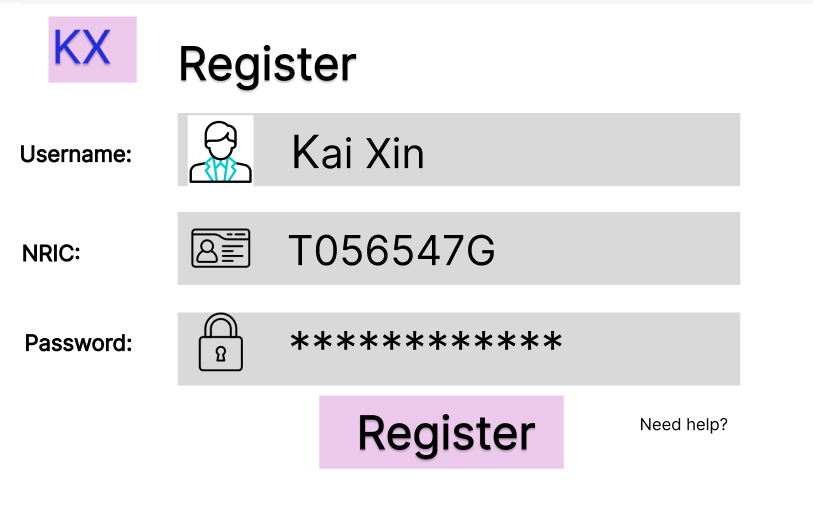 KX
Register
Username:
Kai Xin
NRIC:
T056547G
Password:
************
Register
Need help?